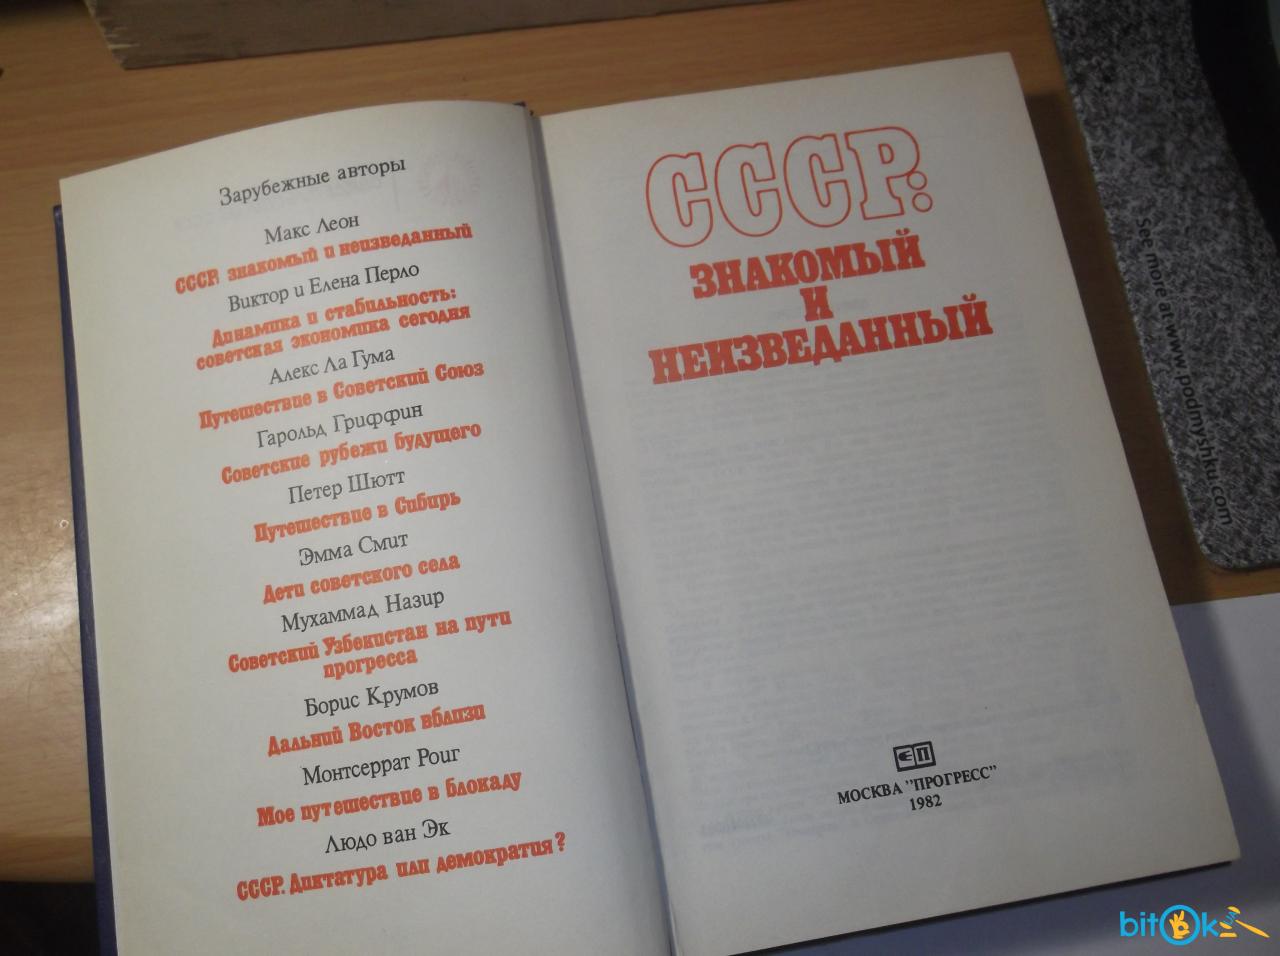 Зарубежные авторы
Макс Леон
СССР: знакомый и неизведанный
Виктор и Елена Перло
Динамика и стабильность:
советская экономика сегодня
Алекс Ла Гума
Путешествие в Советский Союз
Гарольд Гриффин
Советские рубежи будущего
Петер Шютт
Путешествие в Сибирь
Эмма Смит
Дети советского села
Мухаммад Назир
Советский Узбекистан на пути
прогресса
Борис Крумов
Дальний Восток вблизи
Монтсеррат Роиг
Мое путешествие в блокаду
Людо ван Эк
СССР. Диктатура или демократия?
СССР:
ЗНАКОМЫЙ
И
НЕИЗВЕДАННЫЙ
МОСКВА "ПРОГРЕСС"
1982
See more at www.podmyshku.com
bitOk.ua